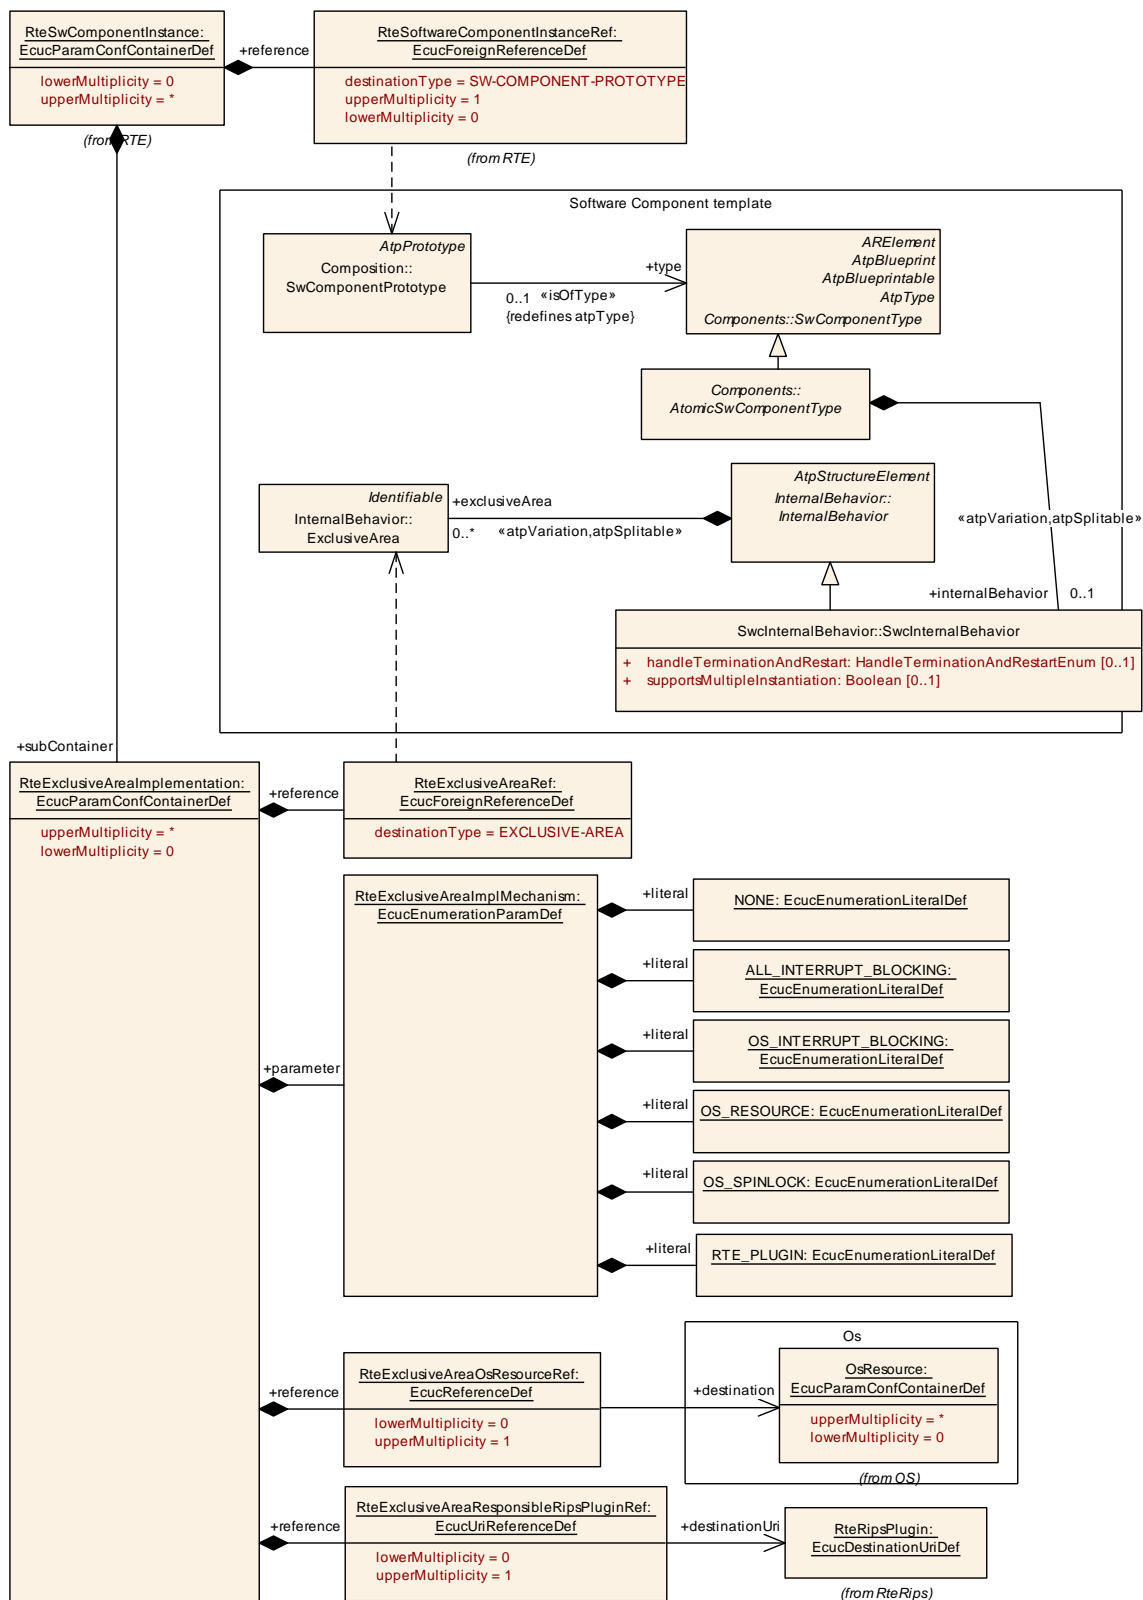 RteSwComponentInstance:
EcucParamConfContainerDef
lowerMultiplicity = 0
upperMultiplicity = *
(from RTE)
+reference
RteSoftwareComponentInstanceRef:
EcucForeignReferenceDef
destinationType = SW-COMPONENT-PROTOTYPE
upperMultiplicity = 1
lowerMultiplicity = 0
(from RTE)
Software Component template
AtpPrototype
Composition::
SwComponentPrototype
+type
0..1 «isOfType»
{redefines atpType}
ARElement
AtpBlueprint
AtpBlueprintable
AtpType
Components::SwComponentType
Components::
AtomicSwComponentType
Identifiable
InternalBehavior::
ExclusiveArea
+exclusiveArea
0..* «atpVariation,atpSplitable»
AtpStructureElement
InternalBehavior::
InternalBehavior
«atpVariation,atpSplitable»
+internalBehavior 0..1
SwcInternalBehavior::SwcInternalBehavior
+ handleTerminationAndRestart: HandleTerminationAndRestartEnum [0..1]
+ supportsMultipleInstantiation: Boolean [0..1]
+subContainer
RteExclusiveAreaImplementation:
EcucParamConfContainerDef
upperMultiplicity = *
lowerMultiplicity = 0
+reference
RteExclusiveAreaRef:
EcucForeignReferenceDef
destinationType = EXCLUSIVE-AREA
+parameter
RteExclusiveAreaImplMechanism:
EcucEnumerationParamDef
+literal
NONE: EcucEnumerationLiteralDef
+literal
ALL_INTERRUPT_BLOCKING:
EcucEnumerationLiteralDef
+literal
OS_INTERRUPT_BLOCKING:
EcucEnumerationLiteralDef
+literal
OS_RESOURCE: EcucEnumerationLiteralDef
+literal
OS_SPINLOCK: EcucEnumerationLiteralDef
+literal
RTE_PLUGIN: EcucEnumerationLiteralDef
+reference
RteExclusiveAreaOsResourceRef:
EcucReferenceDef
lowerMultiplicity = 0
upperMultiplicity = 1
+destination
Os
OsResource:
EcucParamConfContainerDef
upperMultiplicity = *
lowerMultiplicity = 0
(from OS)
+reference
RteExclusiveAreaResponsibleRipsPluginRef:
EcucUriReferenceDef
lowerMultiplicity = 0
upperMultiplicity = 1
+destinationUri
RteRipsPlugin:
EcucDestinationUriDef
(from RteRips)